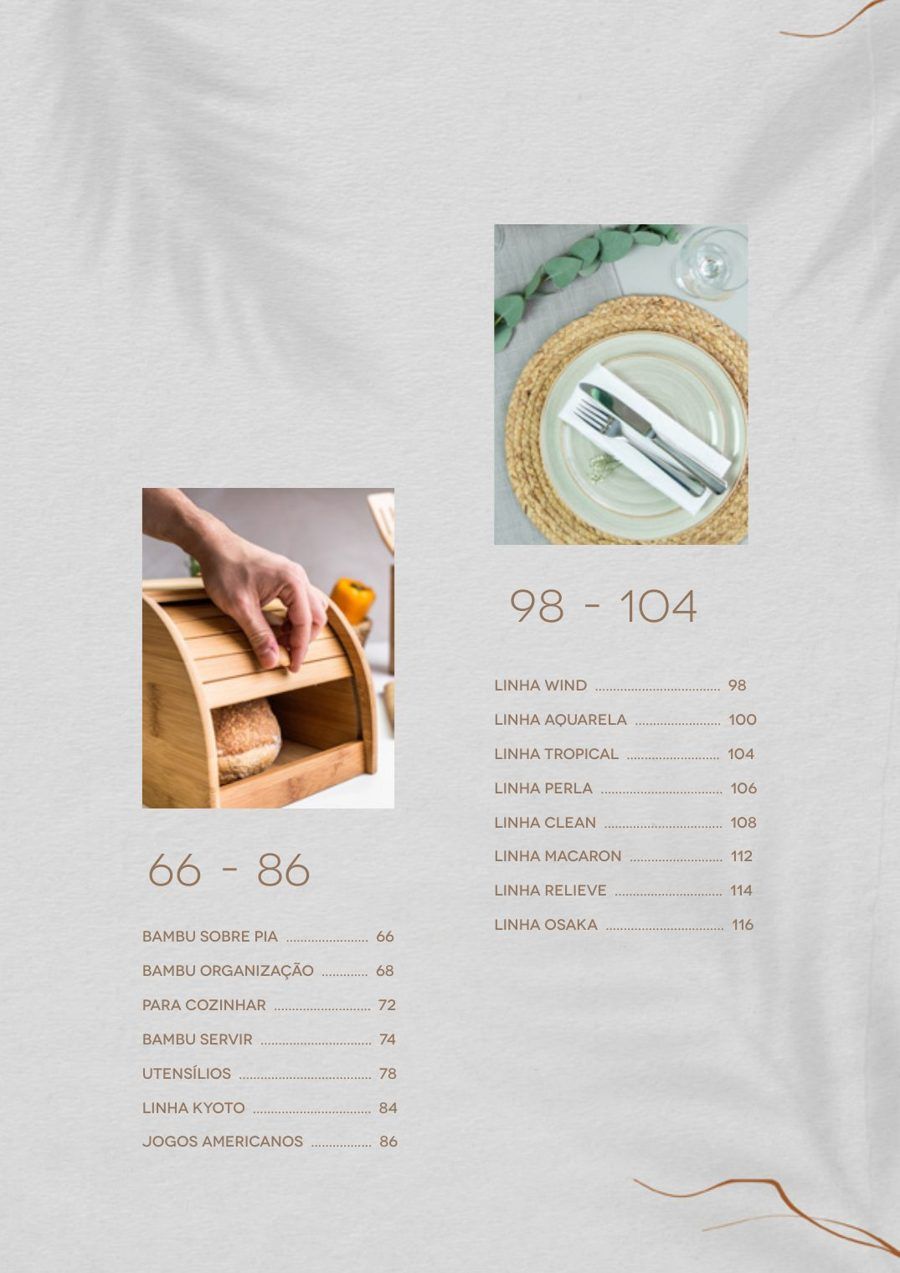 66 - 86
BAMBU SOBRE PIA ....................... 66
BAMBU ORGANIZAÇÃO ............. 68
PARA COZINHAR ........................... 72
BAMBU SERVIR ............................... 74
UTENSÍLIOS ..................................... 78
LINHA KYOTO ................................. 84
JOGOS AMERICANOS ................. 86
98 - 104
LINHA WIND ................................... 98
LINHA AQUARELA ........................ 100
LINHA TROPICAL .......................... 104
LINHA PERLA .................................. 106
LINHA CLEAN ................................. 108
LINHA MACARON .......................... 112
LINHA RELIEVE .............................. 114
LINHA OSAKA ................................. 116